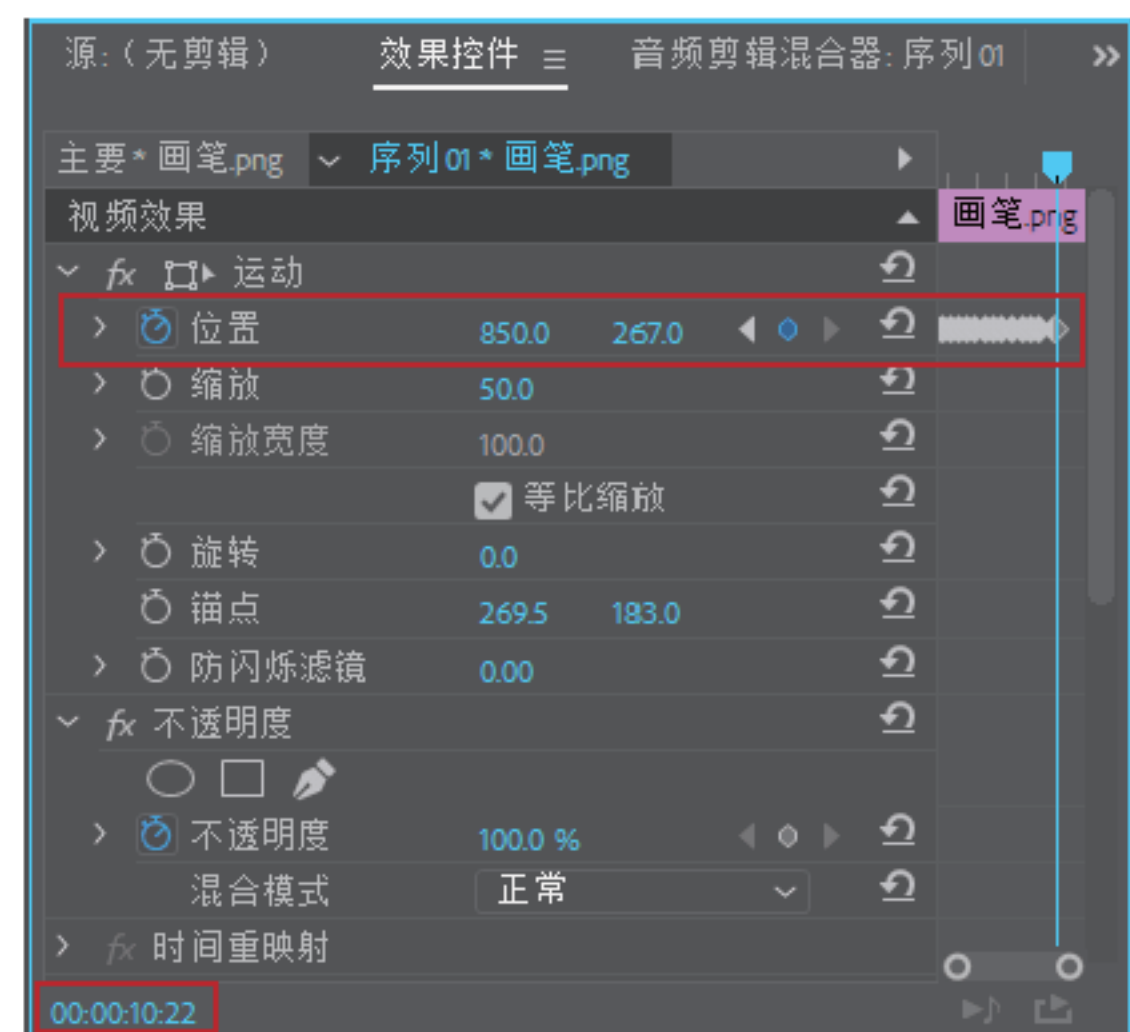 源:（无剪辑） 效果控件 音频剪辑混合器:序列 01
主要* 画笔.png 序列 01 * 画笔.png
视频效果 画笔.png
fx 运动
位置 850.0 267.0
缩放 50.0
缩放宽度 100.0
等比缩放
旋转 0.0
锚点 269.5 183.0
防闪烁滤镜 0.00
fx 不透明度
不透明度 100.0 %
混合模式 正常
fx 时间重映射
00:00:10:22